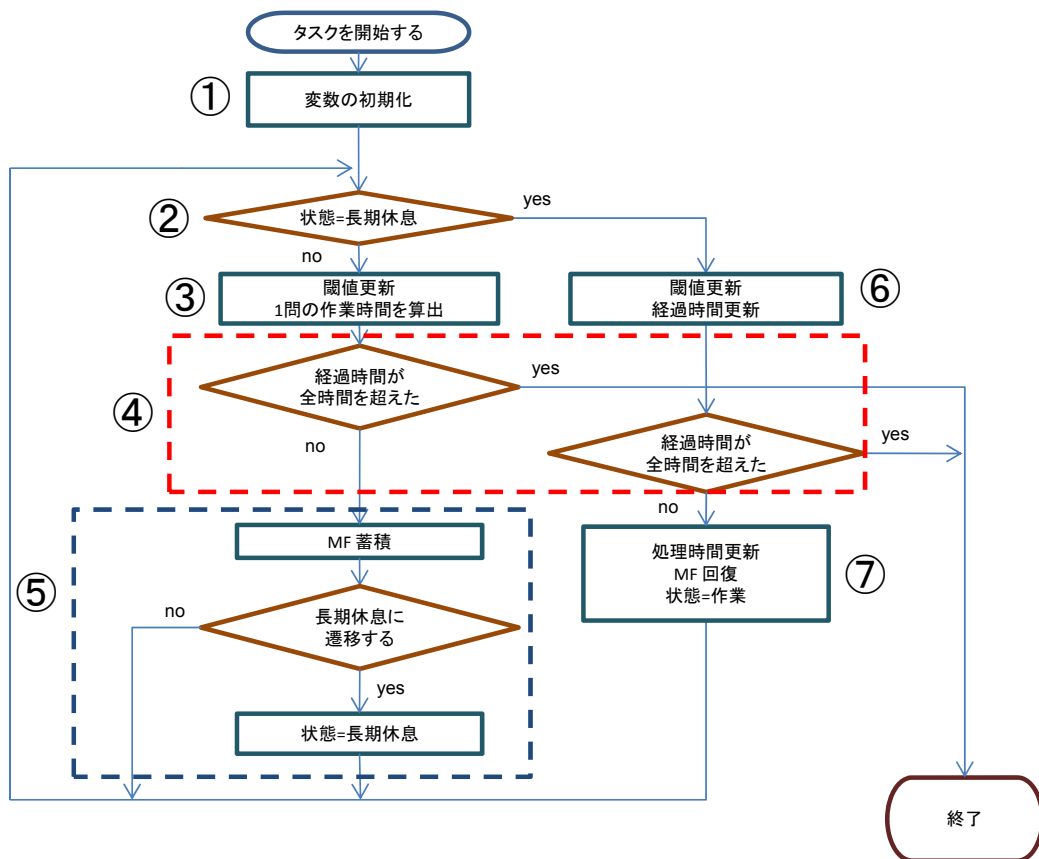 タスクを開始する
①
変数の初期化
②
状態=長期休息
yes
no
③
閾値更新
1問の作業時間を算出
⑥
閾値更新
経過時間更新
④
経過時間が
全時間を超えた
yes
no
経過時間が
全時間を超えた
yes
no
⑤
MF 蓄積
長期休息に
遷移する
no
yes
状態=長期休息
処理時間更新
MF 回復
状態=作業
⑦
終了